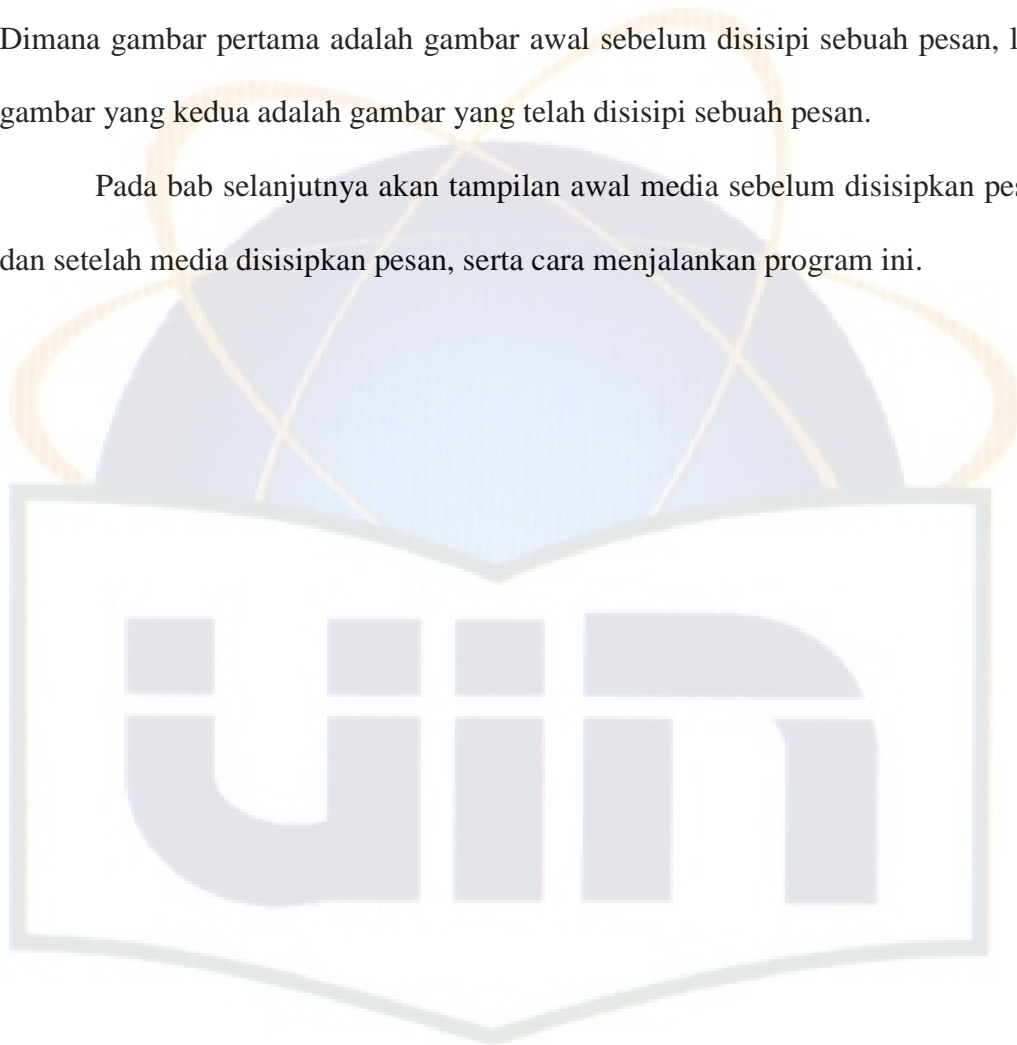 Dimana gambar pertama adalah gambar awal sebelum disisipi sebuah pesan,
gambar yang kedua adalah gambar yang telah disisipi sebuah pesan.
Pada bab selanjutnya akan tampilan awal media sebelum disisipkan
dan setelah media disisipkan pesan, serta cara menjalankan program ini.
uin